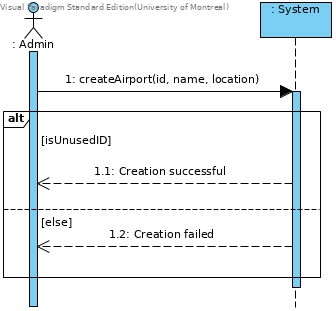 Visual Paradigm Standard Edition(University of Montreal)
: System
: Admin
1: createAirport(id, name, location)
alt
[isUnusedID]
1.1: Creation successful
[else]
1.2: Creation failed